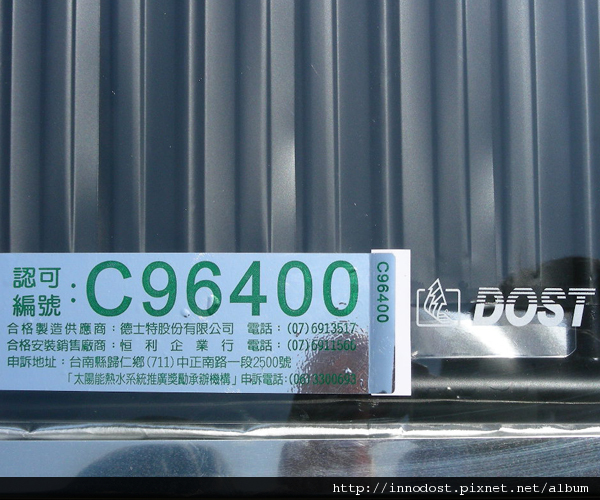 認可編號: C96400
C96400
合格製造供應商：德士特股份有限公司 電話：(07)6913517
合格安裝銷售廠商：恒利企業行 電話：(07)6911560
申訴地址：台南縣歸仁鄉(711)中正南路一段2500號
「太陽能熱水系統推廣獎勵承辦機構」申訴電話：(06)3300693
DOST
http://innodost.pixnet.net/album